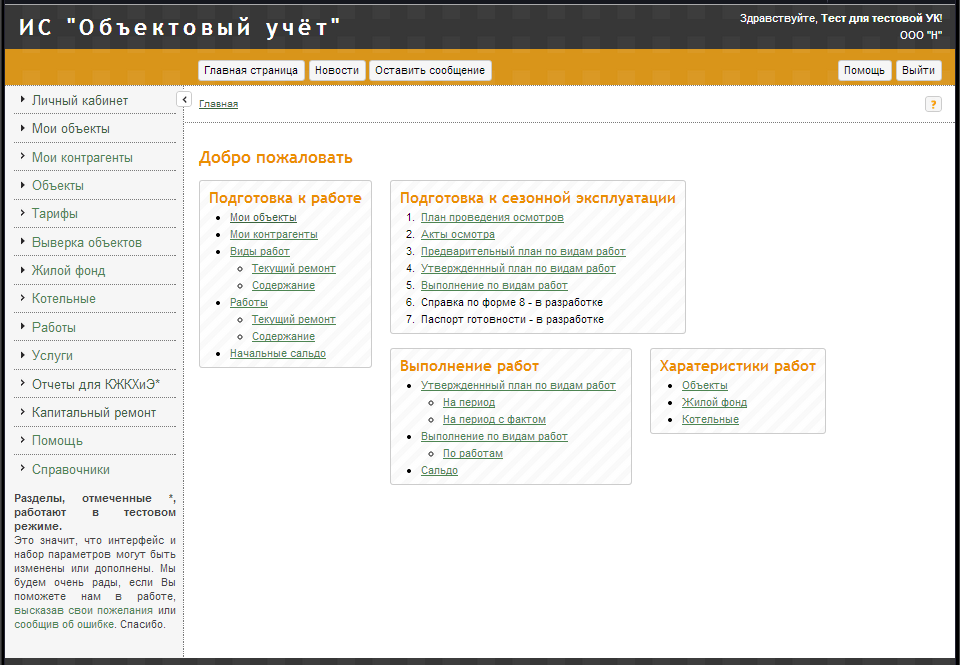 ИС "Объектовый учёт"
Здравствуйте, Тест для тестовой УК!
ООО "Н"
Главная страница
Новости
Оставить сообщение
Помощь
Выйти
Личный кабинет
Мои объекты
Мои контрагенты
Объекты
Тарифы
Выверка объектов
Жилой фонд
Котельные
Работы
Услуги
Отчеты для КЖКХиЭ*
Капитальный ремонт
Помощь
Справочники
Разделы, отмеченные *,
работают в тестовом
режиме.
Это значит, что интерфейс и
набор параметров могут быть
изменены или дополнены. Мы
будем очень рады, если Вы
поможете нам в работе,
высказав свои пожелания или
сообщив об ошибке. Спасибо.
Главная
?
Добро пожаловать
Подготовка к работе
Мои объекты
Мои контрагенты
Виды работ
Текущий ремонт
Содержание
Работы
Текущий ремонт
Содержание
Начальные сальдо
Подготовка к сезонной эксплуатации
1. План проведения осмотров
2. Акты осмотра
3. Предварительный план по видам работ
4. Утвержденнный план по видам работ
5. Выполнение по видам работ
6. Справка по форме 8 - в разработке
7. Паспорт готовности - в разработке
Выполнение работ
Утвержденнный план по видам работ
На период
На период с фактом
Выполнение по видам работ
По работам
Сальдо
Харатеристики работ
Объекты
Жилой фонд
Котельные